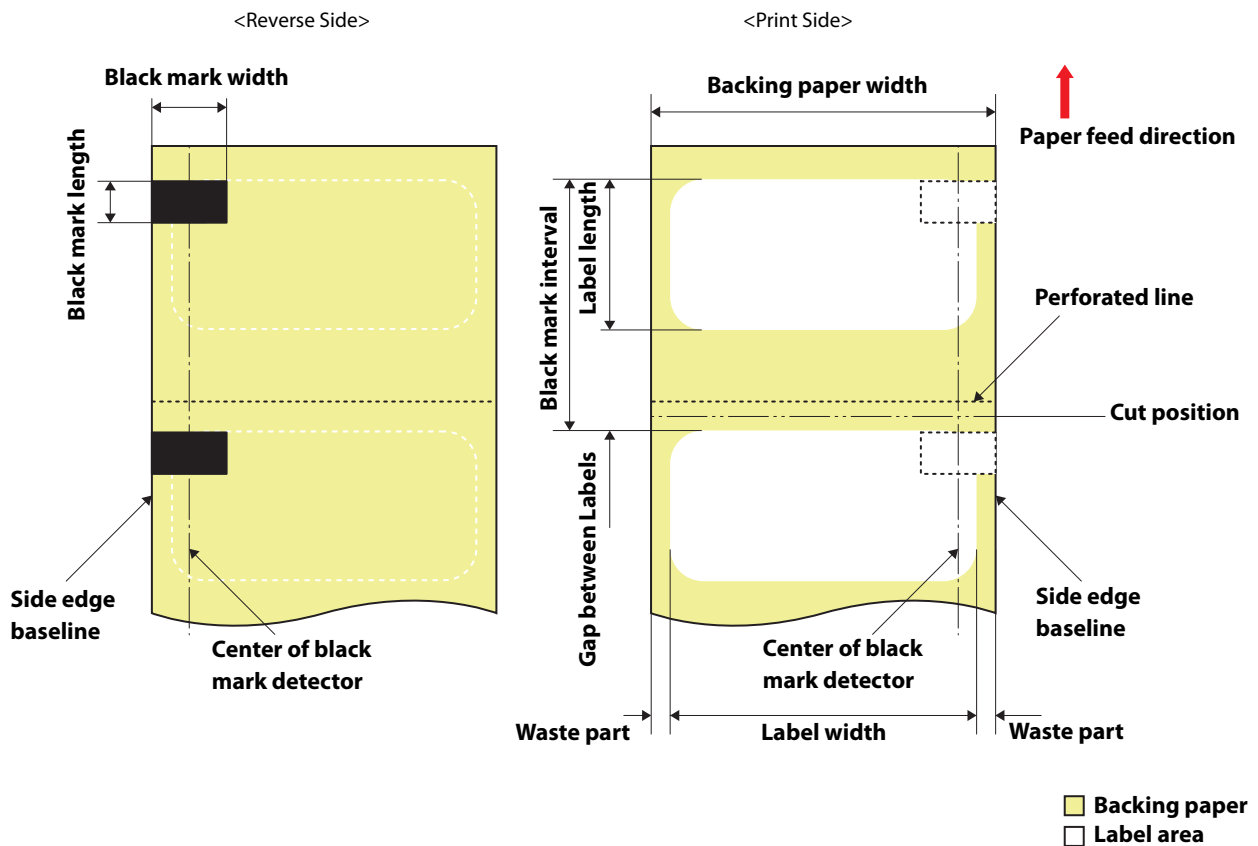 <Reverse Side>
<Print Side>
Black mark width
Backing paper width
Paper feed direction
Black mark length
Black mark interval
Label length
Perforated line
Cut position
Gap between Labels
Side edge
baseline
Center of black
mark detector
Center of black
mark detector
Side edge
baseline
Waste part
Label width
Waste part
Backing paper
Label area